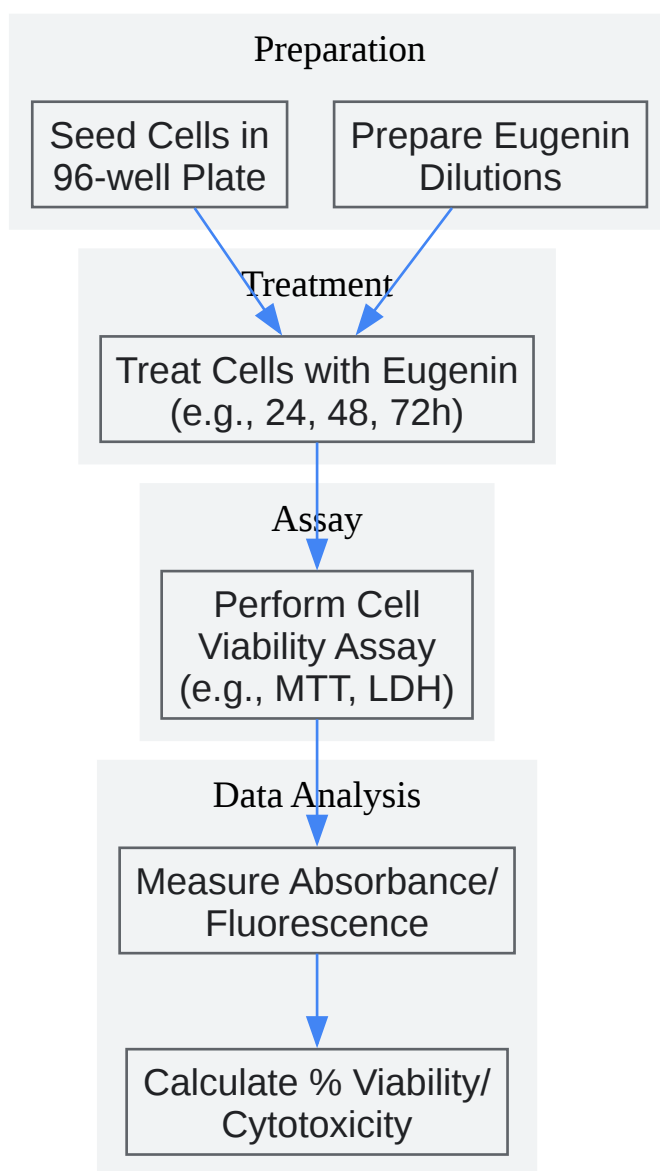 Preparation
Seed Cells in
96-well Plate
Prepare Eugenin
Dilutions
Treatment
Treat Cells with Eugenin
(e.g., 24, 48, 72h)
Assay
Perform Cell
Viability Assay
(e.g., MTT, LDH)
Data Analysis
Measure Absorbance/
Fluorescence
Calculate % Viability/
Cytotoxicity